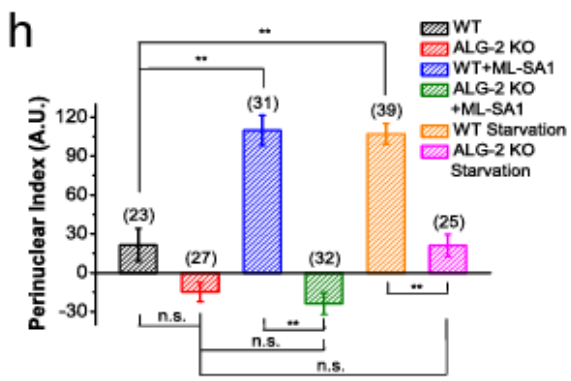 h
**
**
WT
ALG-2 KO
WT+ML-SA1
ALG-2 KO
+ML-SA1
WT Starvation
ALG-2 KO
Starvation
Perinuclear Index (A.U.)
120
90
60
30
0
-30
(23)
(27)
(31)
(32)
(39)
(25)
n.s.
**
**
n.s.
n.s.